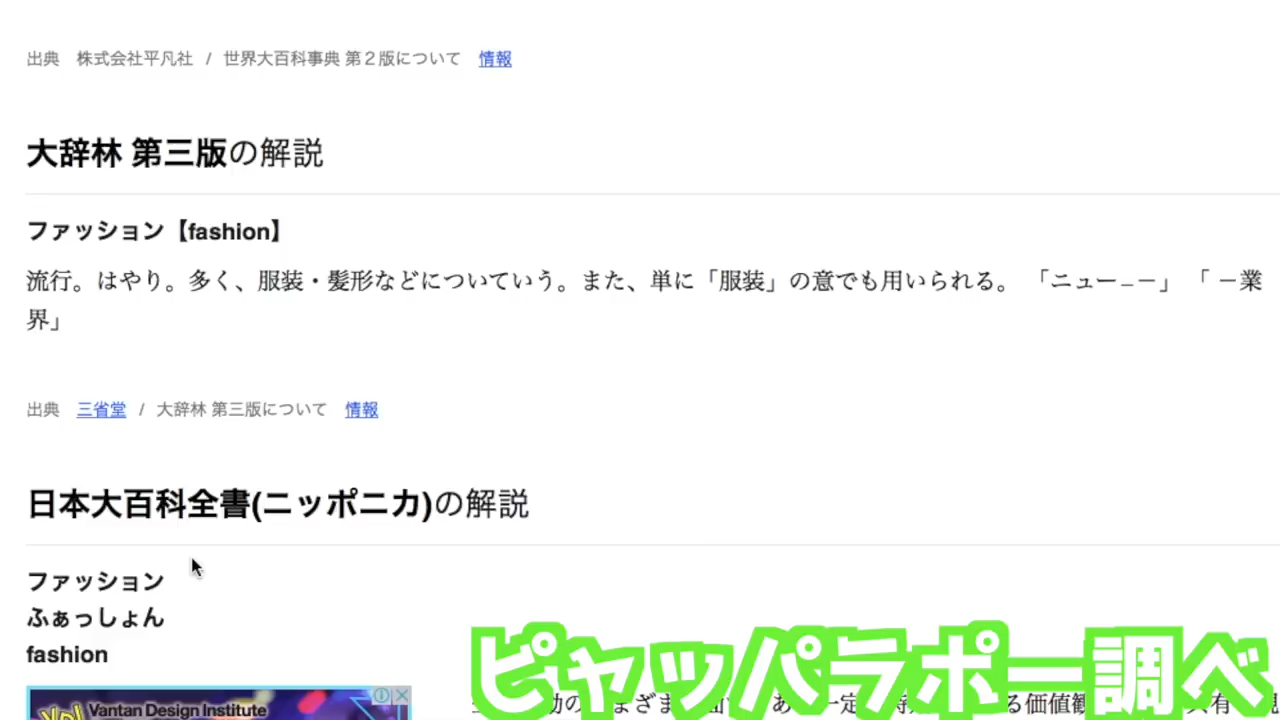 出典 株式会社平凡社 / 世界大百科事典 第２版について 情報
大辞林 第三版の解説
ファッション【fashion】
流行。はやり。多く、服装・髪形などについていう。また、単に「服装」の意でも用いられる。 「ニュー－－」 「 －業
界」
出典 三省堂 / 大辞林 第三版について 情報
日本大百科全書(ニッポニカ)の解説
ファッション
ふぁっしょん
fashion
ピャッパラポー調べ
Vantan Design Institute